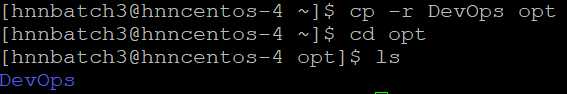 [hnnbatch3@hnncentos-4 ~]$ cp -r DevOps opt
[hnnbatch3@hnncentos-4 ~]$ cd opt
[hnnbatch3@hnncentos-4 opt]$ ls
DevOps